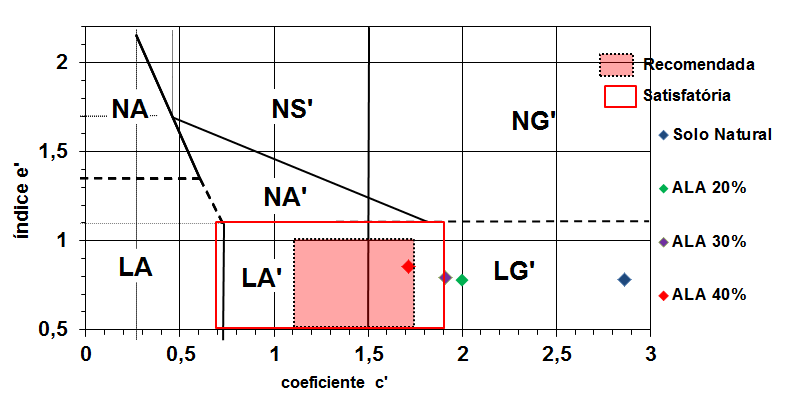 2
1,5
1
0,5
índice e'
NA
NS'
NG'
NA'
LA
LA'
LG'
0
0,5
1
1,5
2
2,5
3
coeficiente c'
Recomendada
Satisfatória
Solo Natural
ALA 20%
ALA 30%
ALA 40%